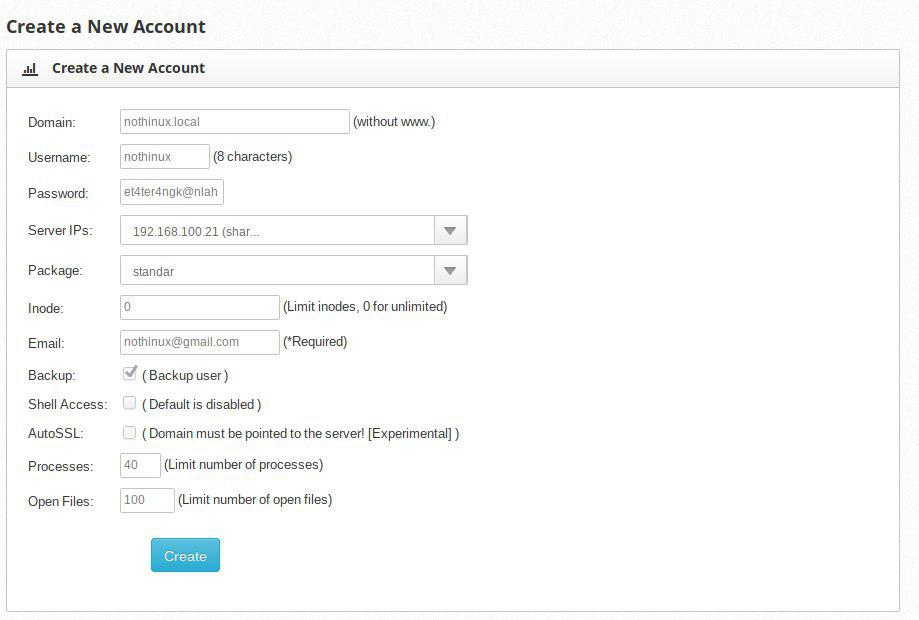 Create a New Account
Create a New Account
Domain: nothinux.local (without www.)
Username: nothinux (8 characters)
Password: et4ter4ngk@nlah
Server IPs: 192.168.100.21 (shar...
Package: standar
Inode: 0 (Limit inodes, 0 for unlimited)
Email: nothinux@gmail.com (*Required)
Backup: ( Backup user )
Shell Access: ( Default is disabled )
AutoSSL: ( Domain must be pointed to the server! [Experimental] )
Processes: 40 (Limit number of processes)
Open Files: 100 (Limit number of open files)
Create